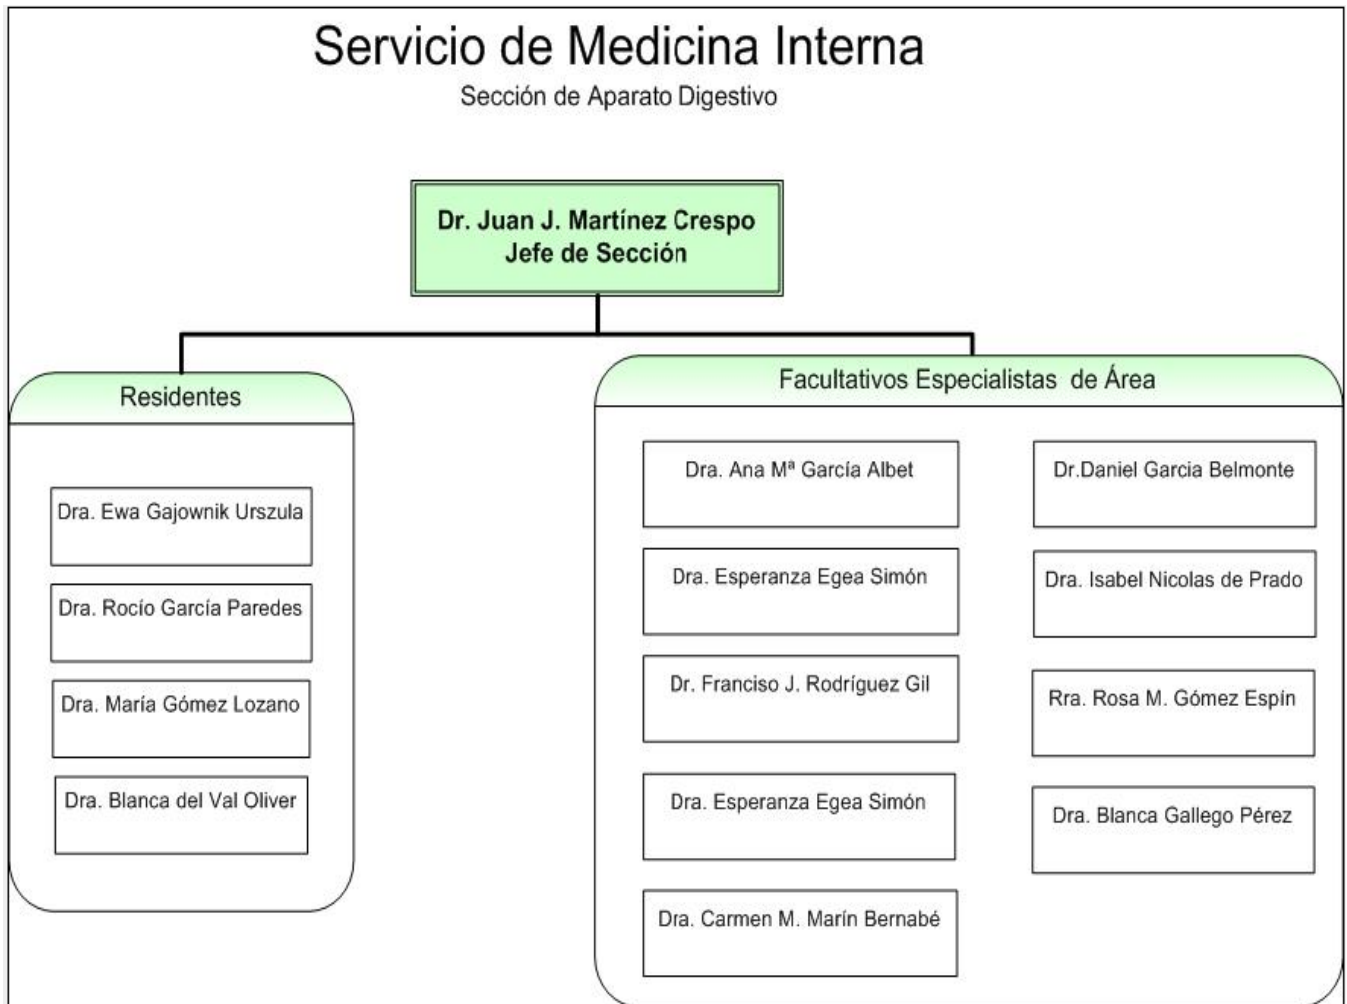 Servicio de Medicina Interna
Sección de Aparato Digestivo
Dr. Juan J. Martínez Crespo
Jefe de Sección
Residentes
Dra. Ewa Gajownik Urszula
Dra. Rocío García Paredes
Dra. María Gómez Lozano
Dra. Blanca del Val Oliver
Facultativos Especialistas de Área
Dra. Ana Mª García Albet
Dra. Esperanza Egea Simón
Dr. Franciso J. Rodríguez Gil
Dra. Esperanza Egea Simón
Dra. Carmen M. Marín Bernabé
Dr.Daniel Garcia Belmonte
Dra. Isabel Nicolas de Prado
Rra. Rosa M. Gómez Espín
Dra. Blanca Gallego Pérez